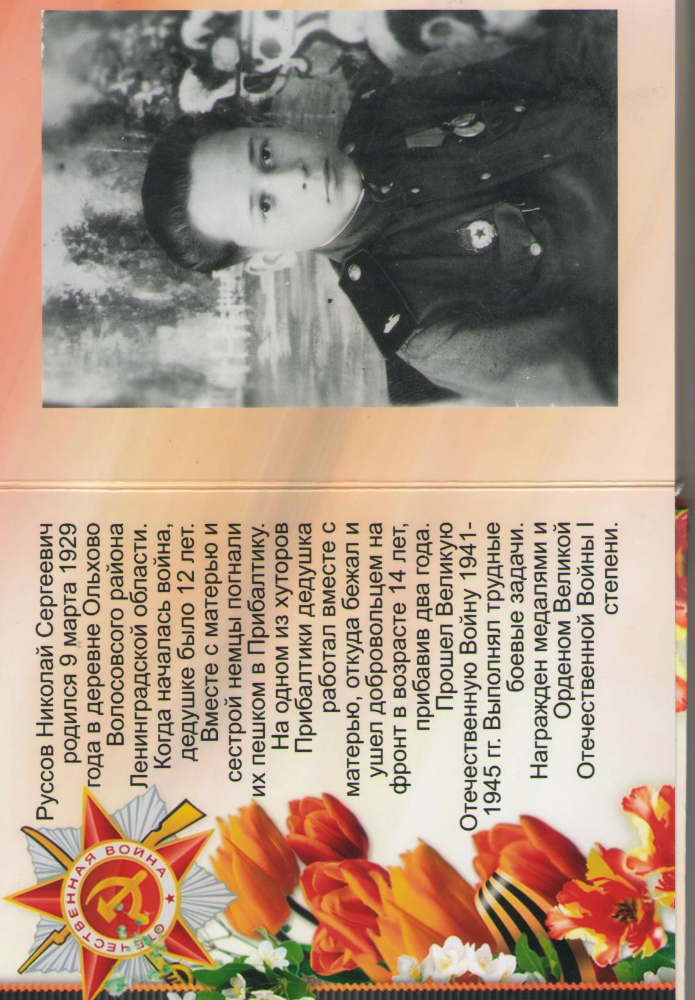 Руссов Николай Сергеевич
родился 9 марта 1929
года в деревне Ольхово
Волосовсого района
Ленинградской области.
Когда началась война,
дедушке было 12 лет.
Вместе с матерью и
сестрой немцы погнали
их пешком в Прибалтику.
На одном из хуторов
Прибалтики дедушка
работал вместе с
матерью, откуда бежал и
ушел добровольцем на
фронт в возрасте 14 лет,
прибавив два года.
Прошел Великую
Отечественную Войну 1941-
1945 гг. Выполнял трудные
боевые задачи.
Награжден медалями и
Орденом Великой
Отечественной Войны I
степени.
ОТЕЧЕСТВЕННАЯ ВОЙНА